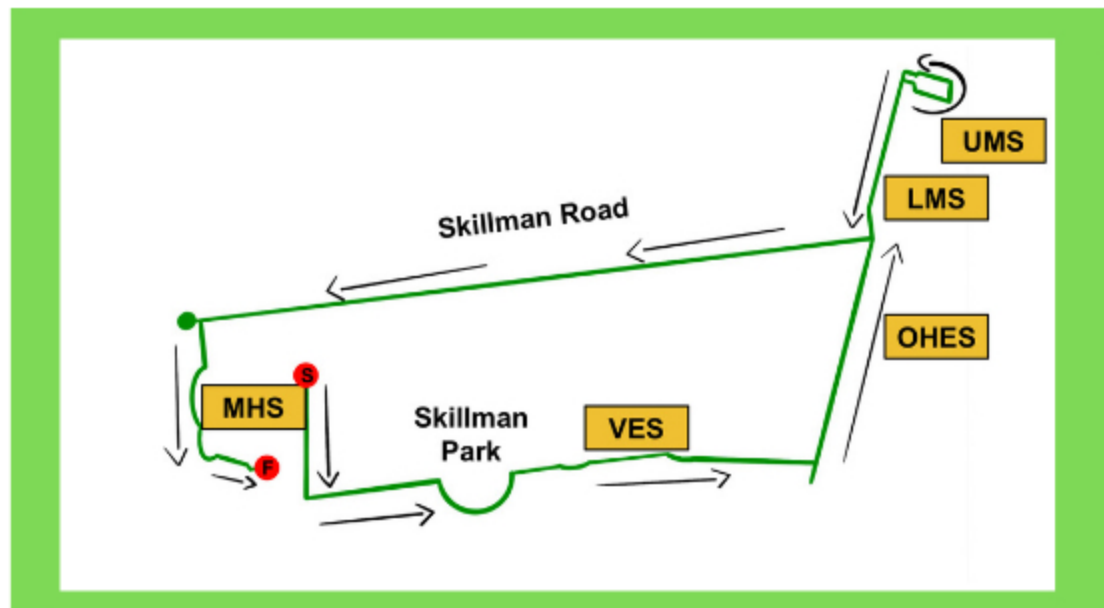 UMS
LMS
Skillman Road
OHES
S
MHS
Skillman
Park
VES
F